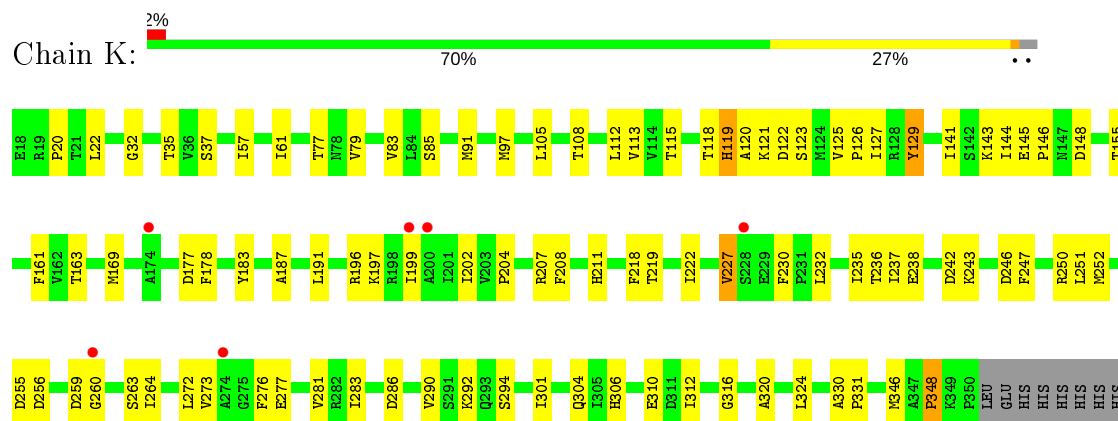 2%
Chain K:
70% 27% • •
E18 R19 P20 T21 L22 G32 T35 V36 S37 I57 I61 T77 N78 V79 V83 L84 S85 M91 M97 L105 T108 L112 V113 V114 T115 T118 H119 A120 K121 D122 S123 M124 V125 P126 I127 R128 Y129 I141 S142 K143 I144 E145 P146 N147 D148 T155
F161 V162 T163 M169 A174 D177 F178 Y183 A187 L191 R196 K197 R198 I199 A200 I201 I202 V203 P204 R207 F208 H211 F218 T219 I222 V227 S228 E229 F230 P231 L232 I235 T236 I237 E238 D242 K243 D246 F247 R250 L251 M252
D255 D256 D259 G260 S263 I264 L272 V273 A274 G275 F276 E277 V281 R282 I283 D286 V290 S291 K292 Q293 S294 I301 Q304 I305 H306 E310 D311 I312 G316 A320 L324 A330 P331 M346 A347 P348 K349 P350 LEU GLU HIS HIS HIS HIS HIS HIS